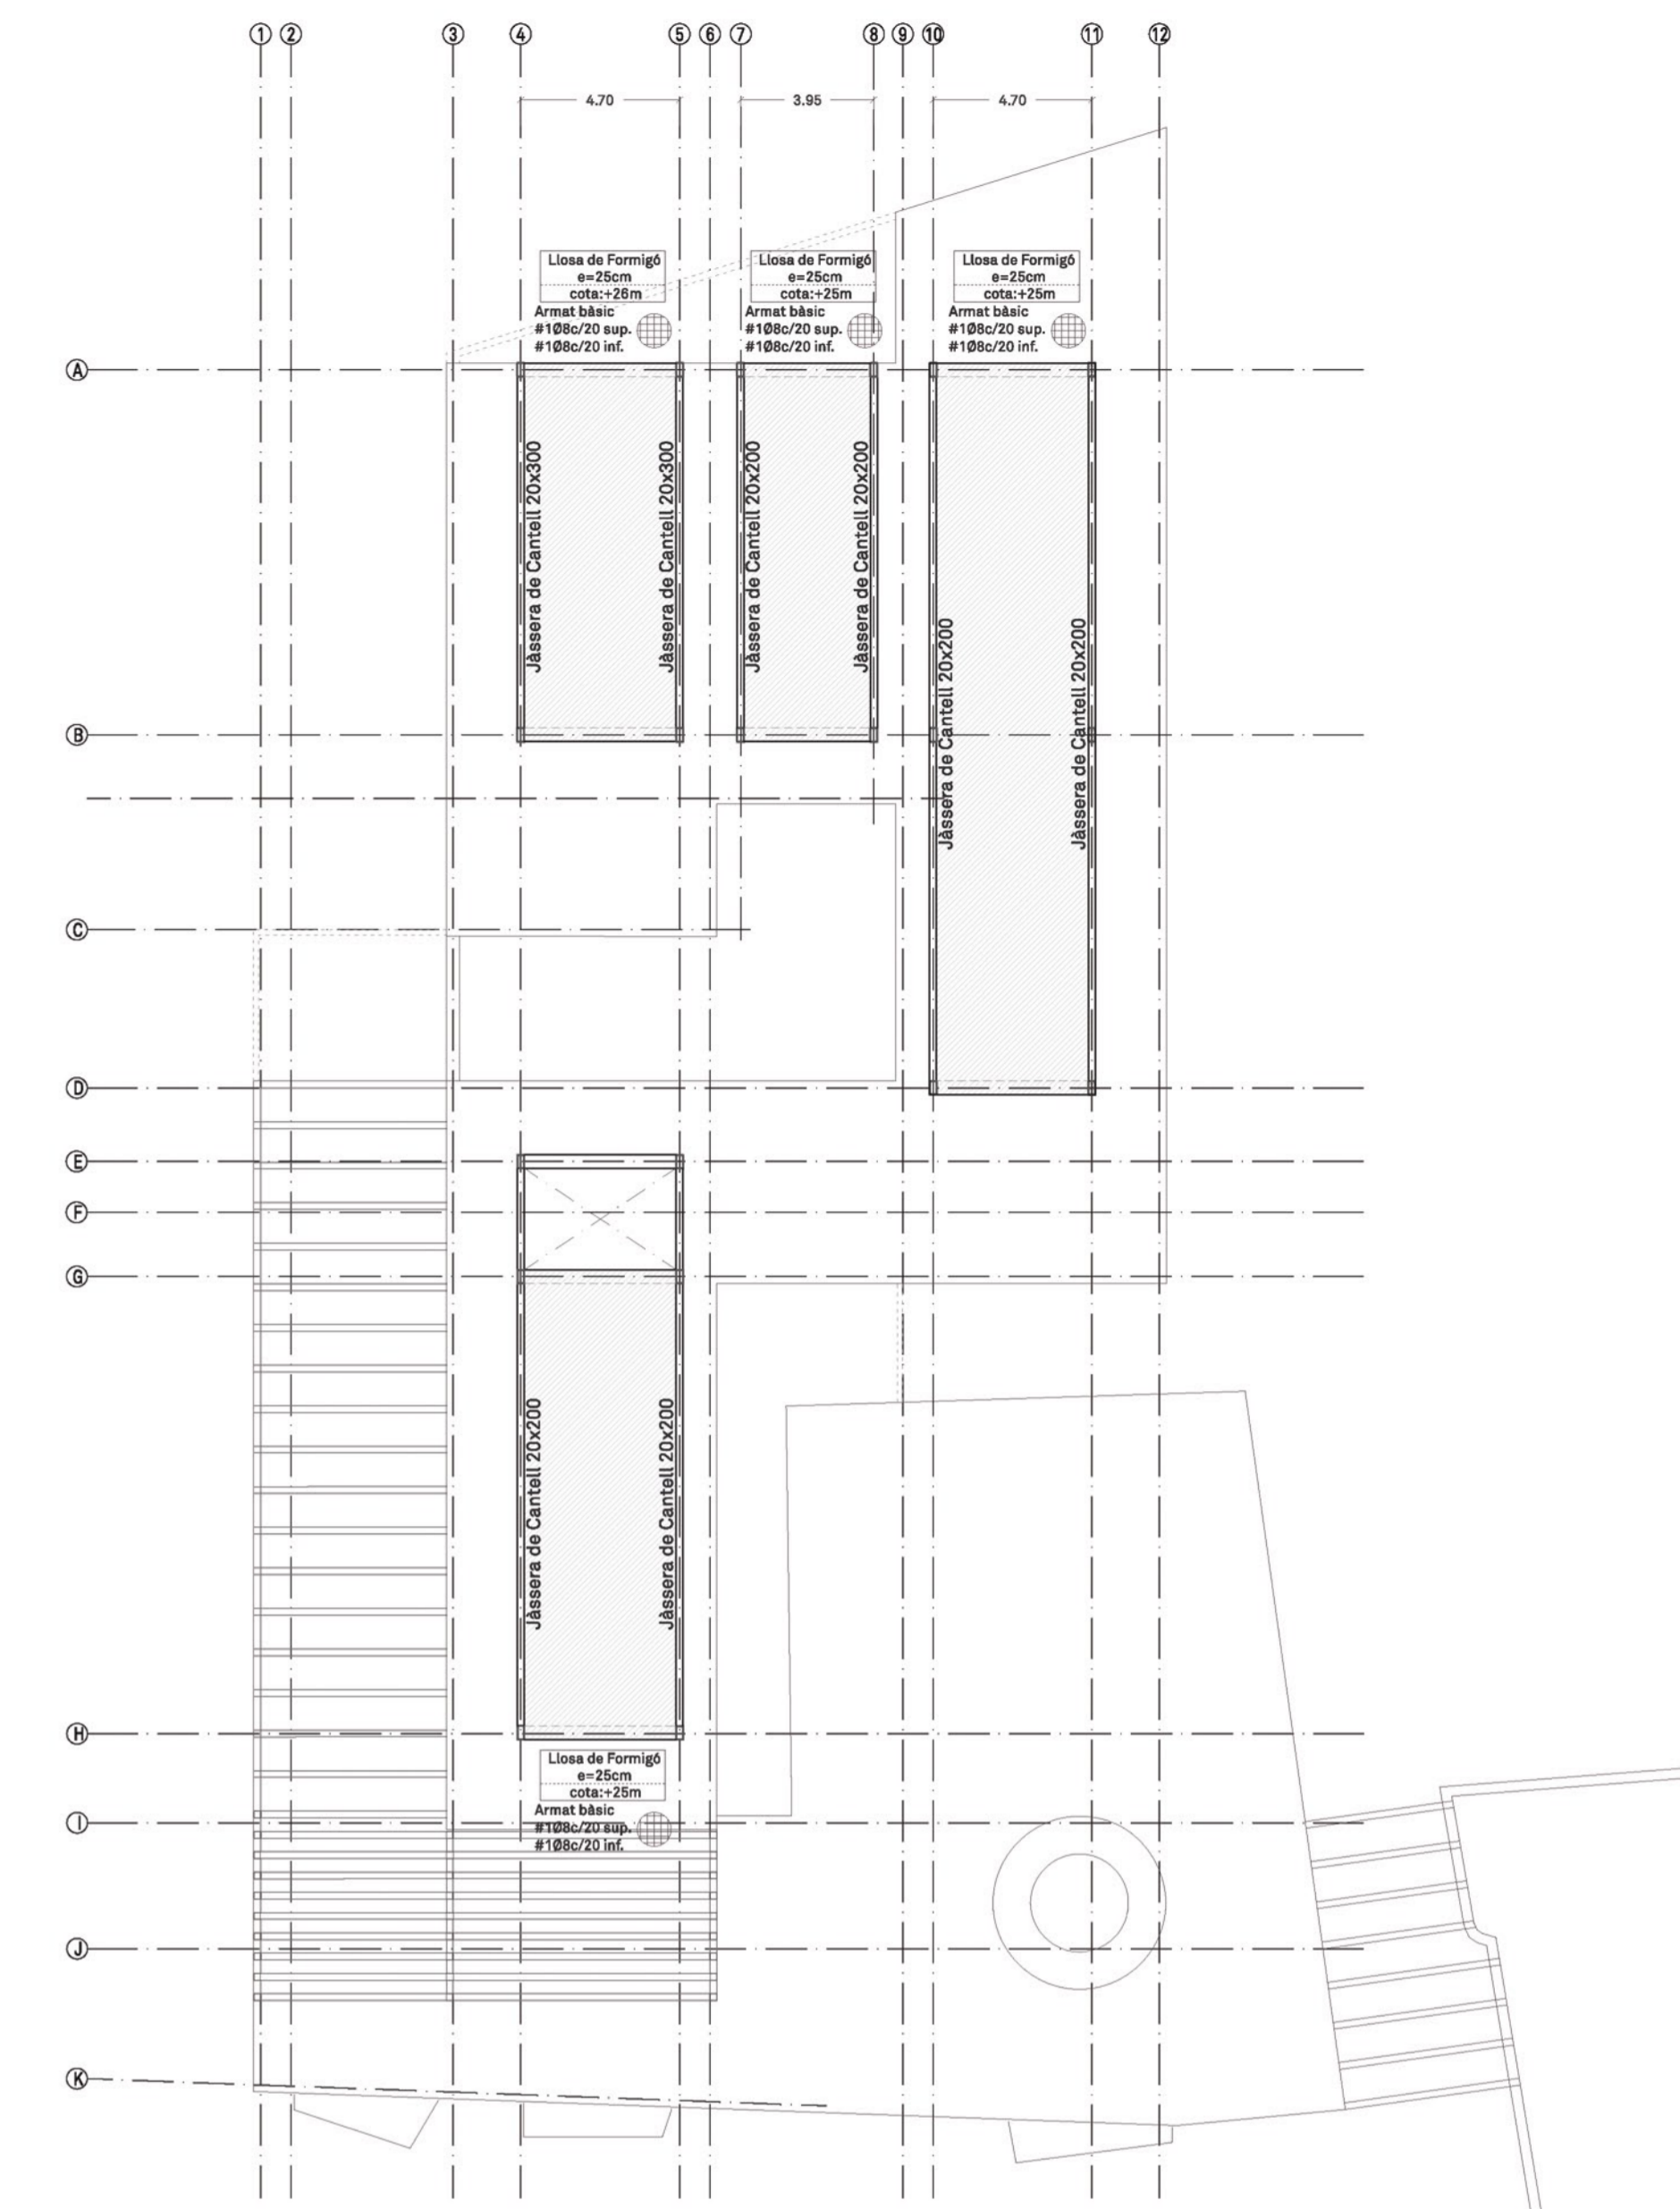 1 2 3 4 5 6 7 8 9 10 11 12
4.70 3.95 4.70
Llosa de Formigó
e=25cm
cota:+26m
Armat bàsic
#1Ø8c/20 sup.
#1Ø8c/20 inf.
Llosa de Formigó
e=25cm
cota:+25m
Armat bàsic
#1Ø8c/20 sup.
#1Ø8c/20 inf.
Llosa de Formigó
e=25cm
cota:+25m
Armat bàsic
#1Ø8c/20 sup.
#1Ø8c/20 inf.
A
Jàssera de Cantell 20x300
Jàssera de Cantell 20x300
Jàssera de Cantell 20x200
Jàssera de Cantell 20x200
Jàssera de Cantell 20x200
Jàssera de Cantell 20x200
B
C
D
E
F
G
Jàssera de Cantell 20x200
Jàssera de Cantell 20x200
H
Llosa de Formigó
e=25cm
cota:+25m
Armat bàsic
#1Ø8c/20 sup.
#1Ø8c/20 inf.
I
J
K